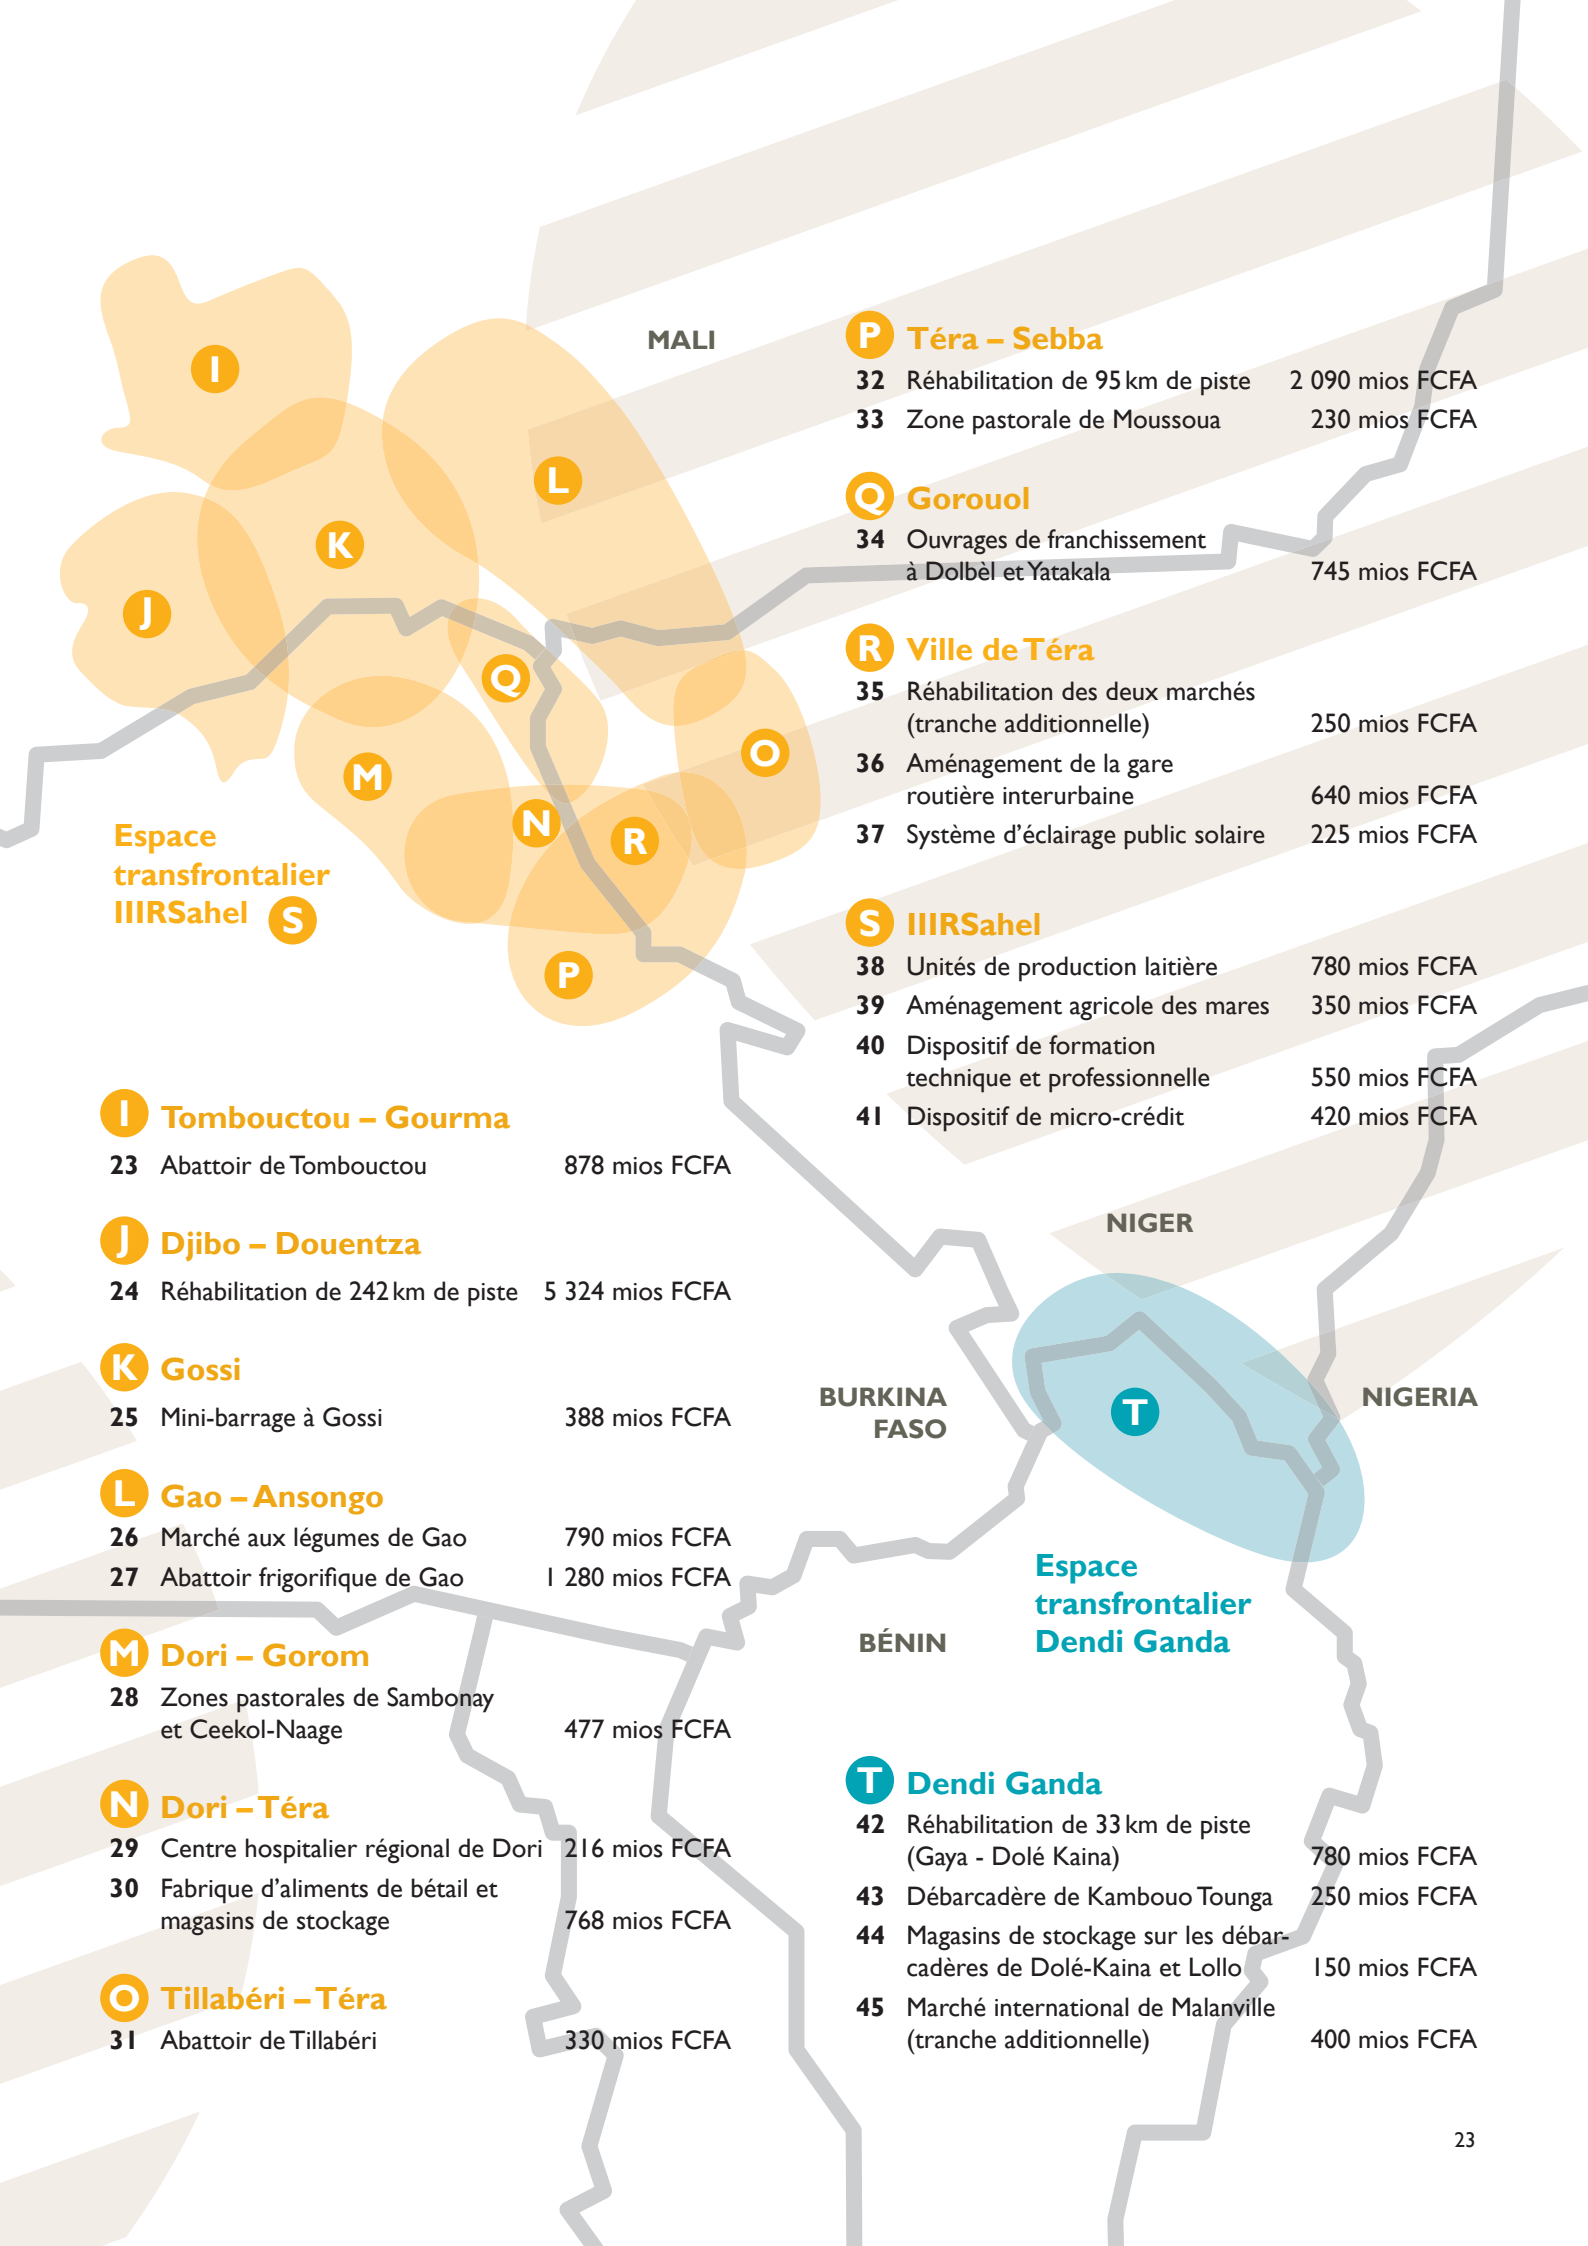 MALI
I
L
K
J
Q
O
M
N
R
P
Espace
transfrontalier
IIIRSahel S
I Tombouctou – Gourma
23 Abattoir de Tombouctou 878 mios FCFA
J Djibo – Douentza
24 Réhabilitation de 242 km de piste 5 324 mios FCFA
K Gossi
25 Mini-barrage à Gossi 388 mios FCFA
L Gao – Ansongo
26 Marché aux légumes de Gao 790 mios FCFA
27 Abattoir frigorifique de Gao 1 280 mios FCFA
M Dori – Gorom
28 Zones pastorales de Sambonay
et Ceekol-Naage 477 mios FCFA
N Dori – Téra
29 Centre hospitalier régional de Dori 216 mios FCFA
30 Fabrique d’aliments de bétail et
magasins de stockage 768 mios FCFA
O Tillabéri – Téra
31 Abattoir de Tillabéri 330 mios FCFA
P Téra – Sebba
32 Réhabilitation de 95 km de piste 2 090 mios FCFA
33 Zone pastorale de Moussoua 230 mios FCFA
Q Gorouol
34 Ouvrages de franchissement
à Dolbèl et Yatakala 745 mios FCFA
R Ville de Téra
35 Réhabilitation des deux marchés
(tranche additionnelle) 250 mios FCFA
36 Aménagement de la gare
routière interurbaine 640 mios FCFA
37 Système d’éclairage public solaire 225 mios FCFA
S IIIRSahel
38 Unités de production laitière 780 mios FCFA
39 Aménagement agricole des mares 350 mios FCFA
40 Dispositif de formation
technique et professionnelle 550 mios FCFA
41 Dispositif de micro-crédit 420 mios FCFA
NIGER
BURKINA
FASO
T
NIGERIA
Espace
transfrontalier
Dendi Ganda
BÉNIN
T Dendi Ganda
42 Réhabilitation de 33 km de piste
(Gaya - Dolé Kaina) 780 mios FCFA
43 Débarcadère de Kambouo Tounga 250 mios FCFA
44 Magasins de stockage sur les débar-
cadères de Dolé-Kaina et Lollo 150 mios FCFA
45 Marché international de Malanville
(tranche additionnelle) 400 mios FCFA
23